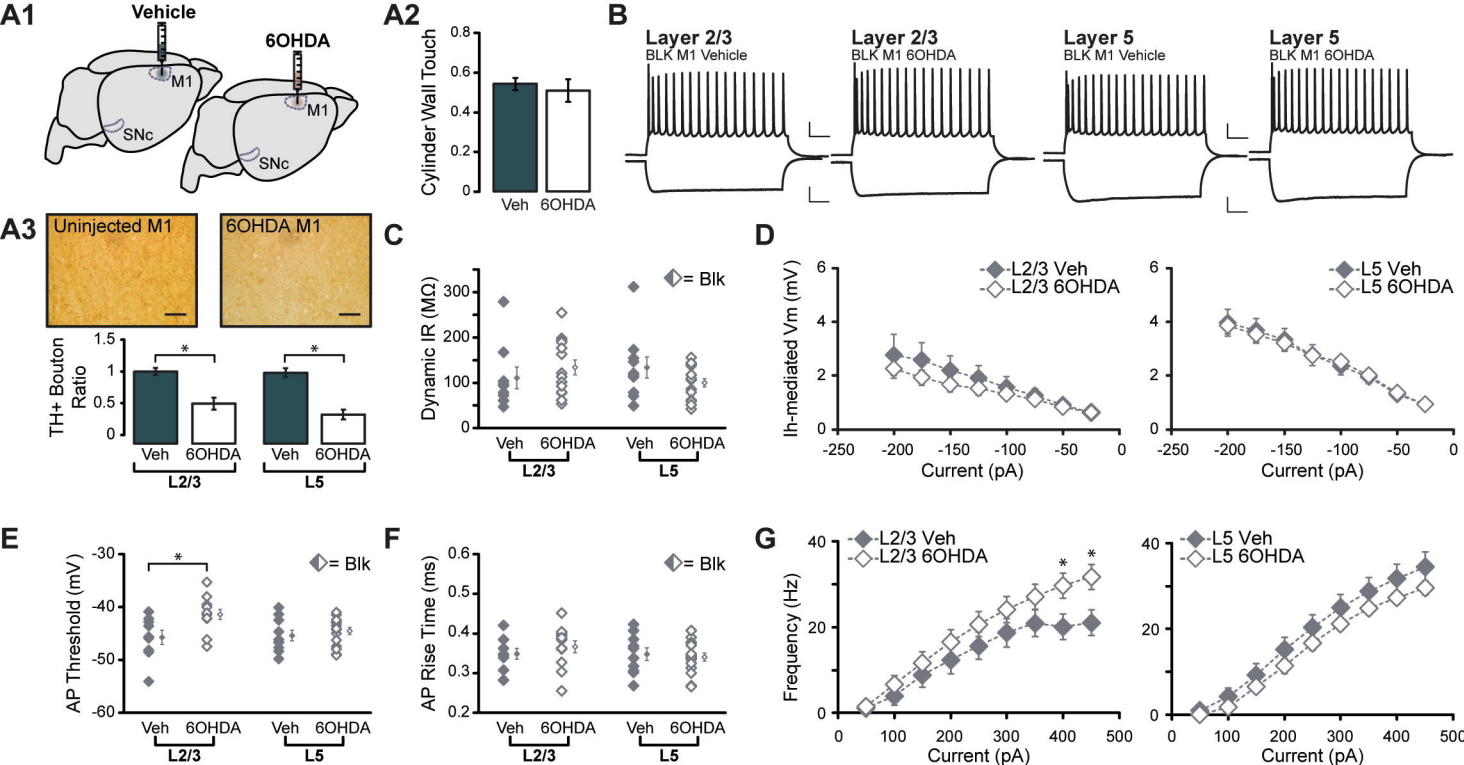 A1
Vehicle
6OHDA
M1
SNc
M1
SNc
A2
Cylinder Wall Touch
0.8
0.6
0.4
0.2
0
Veh 6OHDA
B
Layer 2/3
BLK M1 Vehicle
Layer 2/3
BLK M1 6OHDA
Layer 5
BLK M1 Vehicle
Layer 5
BLK M1 6OHDA
A3
Uninjected M1
6OHDA M1
TH+ Bouton
Ratio
1.5
1
0.5
0
*
*
Veh 6OHDA Veh 6OHDA
L2/3 L5
C
Dynamic IR (MΩ)
300
200
100
0
= Blk
Veh 6OHDA Veh 6OHDA
L2/3 L5
D
Ih-mediated Vm (mV)
6
4
2
0
L2/3 Veh
L2/3 6OHDA
-250 -200 -150 -100 -50 0
Current (pA)
6
4
2
0
L5 Veh
L5 6OHDA
-250 -200 -150 -100 -50 0
Current (pA)
E
AP Threshold (mV)
-30
-40
-50
-60
*
= Blk
Veh 6OHDA Veh 6OHDA
L2/3 L5
F
AP Rise Time (ms)
0.6
0.5
0.4
0.3
0.2
= Blk
Veh 6OHDA Veh 6OHDA
L2/3 L5
G
Frequency (Hz)
40
20
0
L2/3 Veh
L2/3 6OHDA
* *
0 100 200 300 400 500
Current (pA)
40
20
0
L5 Veh
L5 6OHDA
0 100 200 300 400 500
Current (pA)